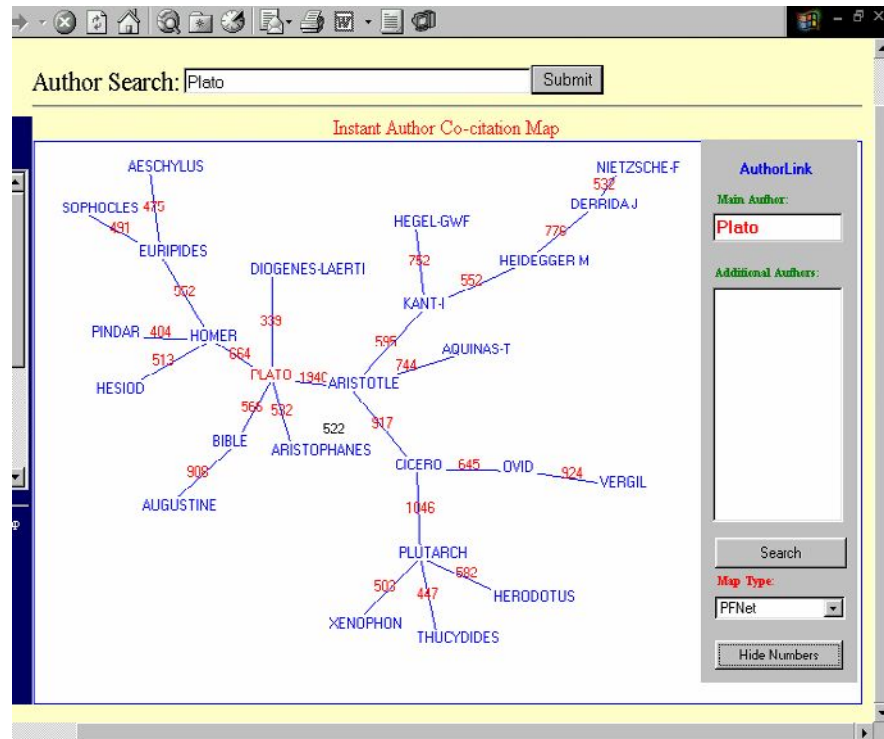 Author Search: Plato Submit
Instant Author Co-citation Map
AESCHYLUS
NIETZSCHE-F
532
SOPHOCLES 475
DERRIDA J
491
HEGEL-GWF
776
EURIPIDES
752
HEIDEGGER M
DIOGENES-LAERTI
552
552
KANT-I
339
PINDAR 404 HOMER
595
664
AQUINAS-T
513
744
PLATO 1940 ARISTOTLE
HESIOD
566 532
917
522
BIBLE
ARISTOPHANES
CICERO 645 OVID
908
924
VERGIL
AUGUSTINE
1046
PLUTARCH
582
503 447
HERODOTUS
XENOPHON
THUCYDIDES
AuthorLink
Main Author:
Plato
Additional Authors:
Search
Map Type:
PFNet
Hide Numbers